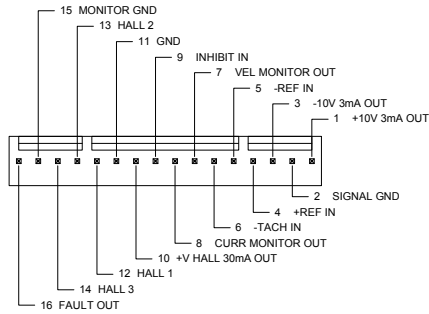 15 MONITOR GND
13 HALL 2
11 GND
9 INHIBIT IN
7 VEL MONITOR OUT
5 -REF IN
3 -10V 3mA OUT
1 +10V 3mA OUT
2 SIGNAL GND
4 +REF IN
6 -TACH IN
8 CURR MONITOR OUT
10 +V HALL 30mA OUT
12 HALL 1
14 HALL 3
16 FAULT OUT